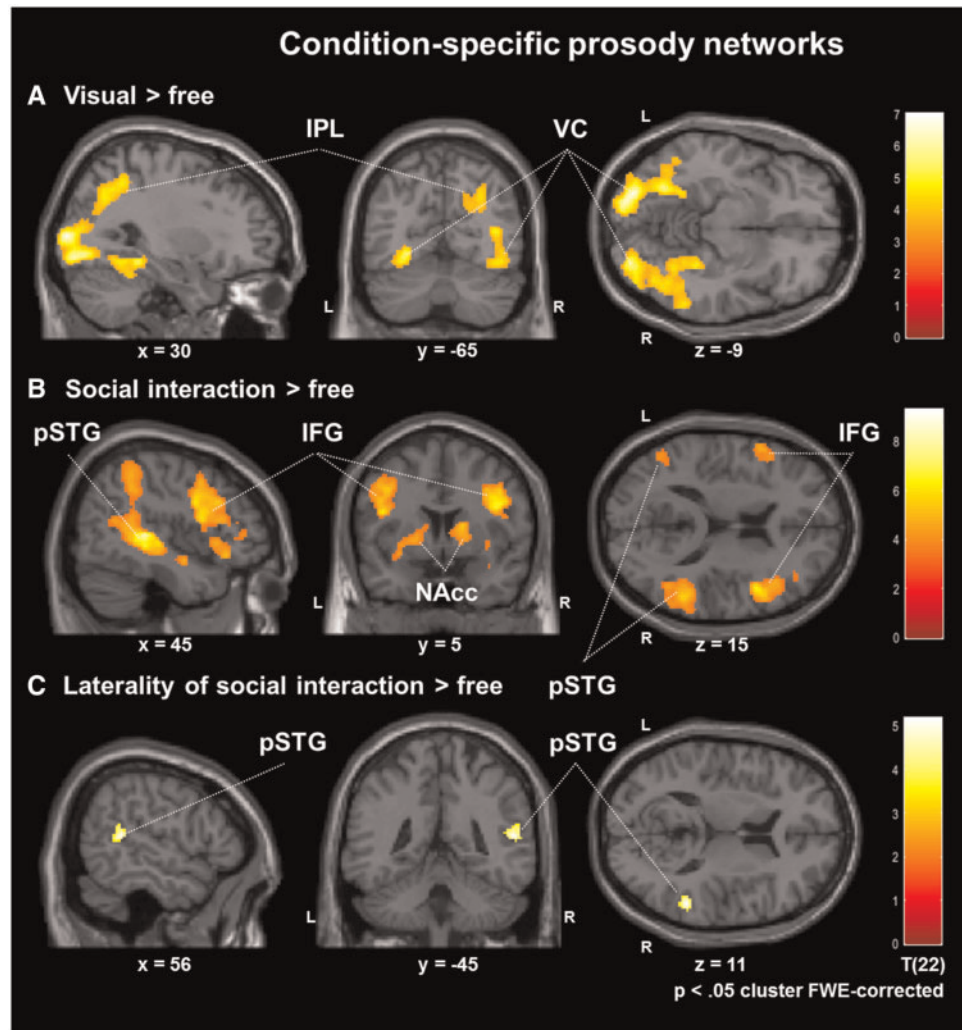 Condition-specific prosody networks
A Visual > free
IPL
VC
L
7
6
5
4
3
2
1
0
L
R
R
x = 30
y = -65
z = -9
B Social interaction > free
pSTG
IFG
L
IFG
8
6
4
2
0
NAcc
L
R
R
x = 45
y = 5
z = 15
C Laterality of social interaction > free
pSTG
pSTG
pSTG
L
5
4
3
2
1
0
L
R
R
x = 56
y = -45
z = 11
T(22)
p < .05 cluster FWE-corrected